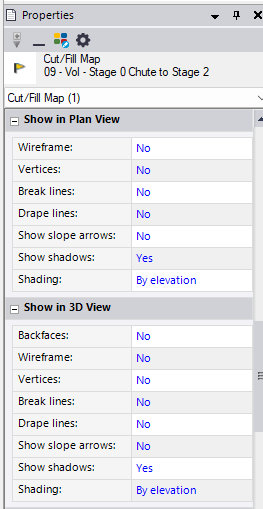 Properties
Cut/Fill Map
09 - Vol - Stage 0 Chute to Stage 2
Cut/Fill Map (1)
Show in Plan View
Wireframe: No
Vertices: No
Break lines: No
Drape lines: No
Show slope arrows: No
Show shadows: Yes
Shading: By elevation
Show in 3D View
Backfaces: No
Wireframe: No
Vertices: No
Break lines: No
Drape lines: No
Show slope arrows: No
Show shadows: Yes
Shading: By elevation